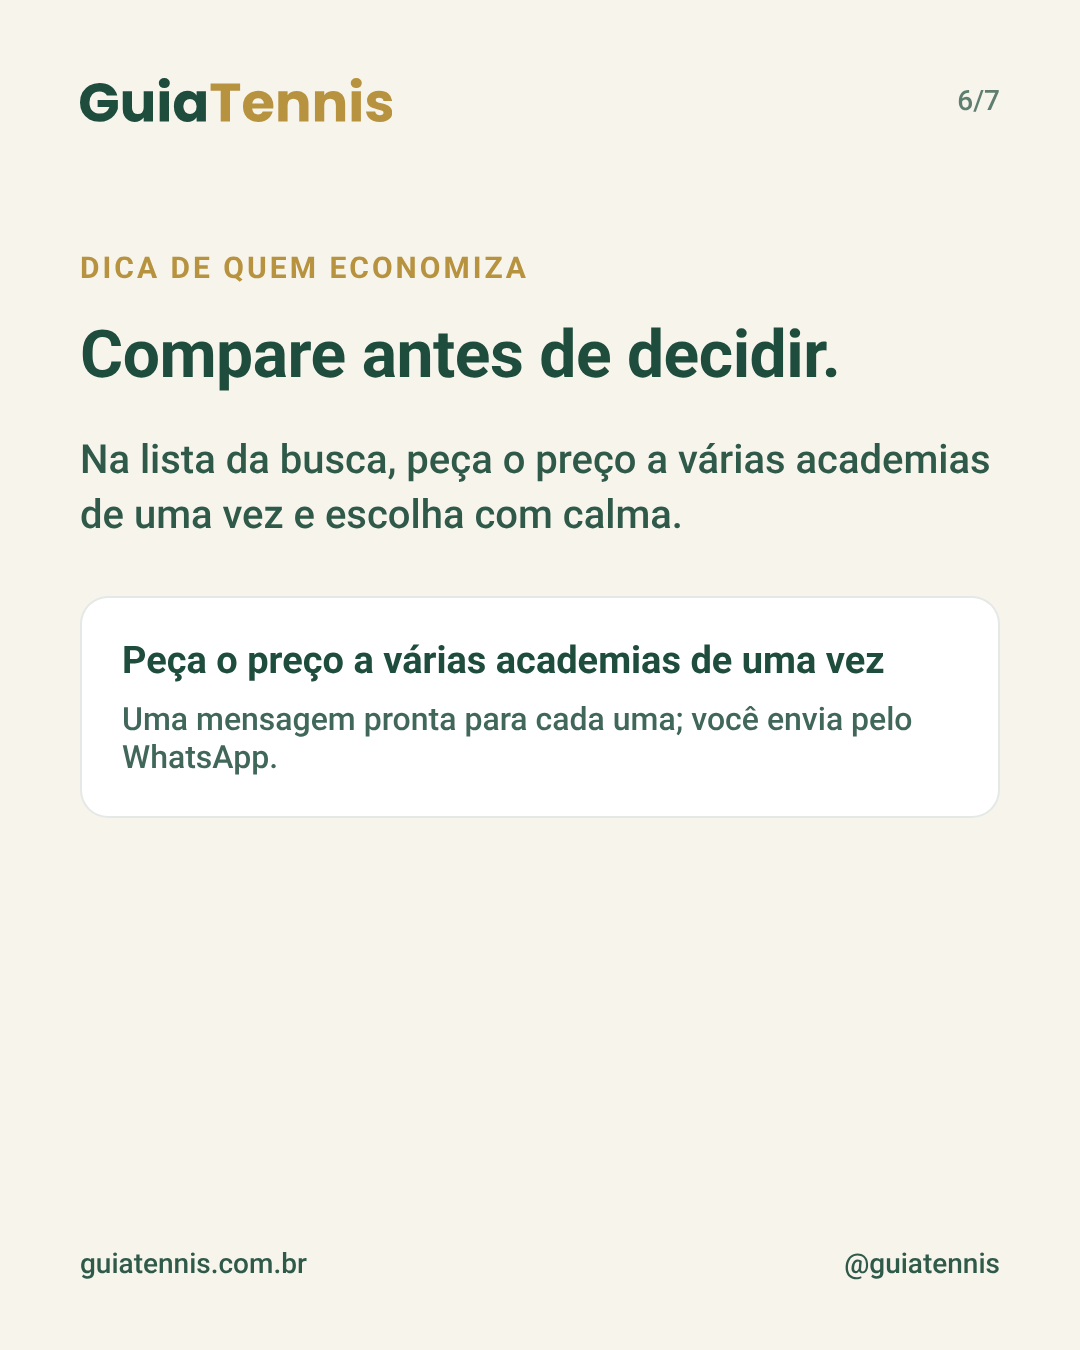 GuiaTennis
6/7
DICA DE QUEM ECONOMIZA
Compare antes de decidir.
Na lista da busca, peça o preço a várias academias
de uma vez e escolha com calma.
Peça o preço a várias academias de uma vez
Uma mensagem pronta para cada uma; você envia pelo
WhatsApp.
guiatennis.com.br
@guiatennis